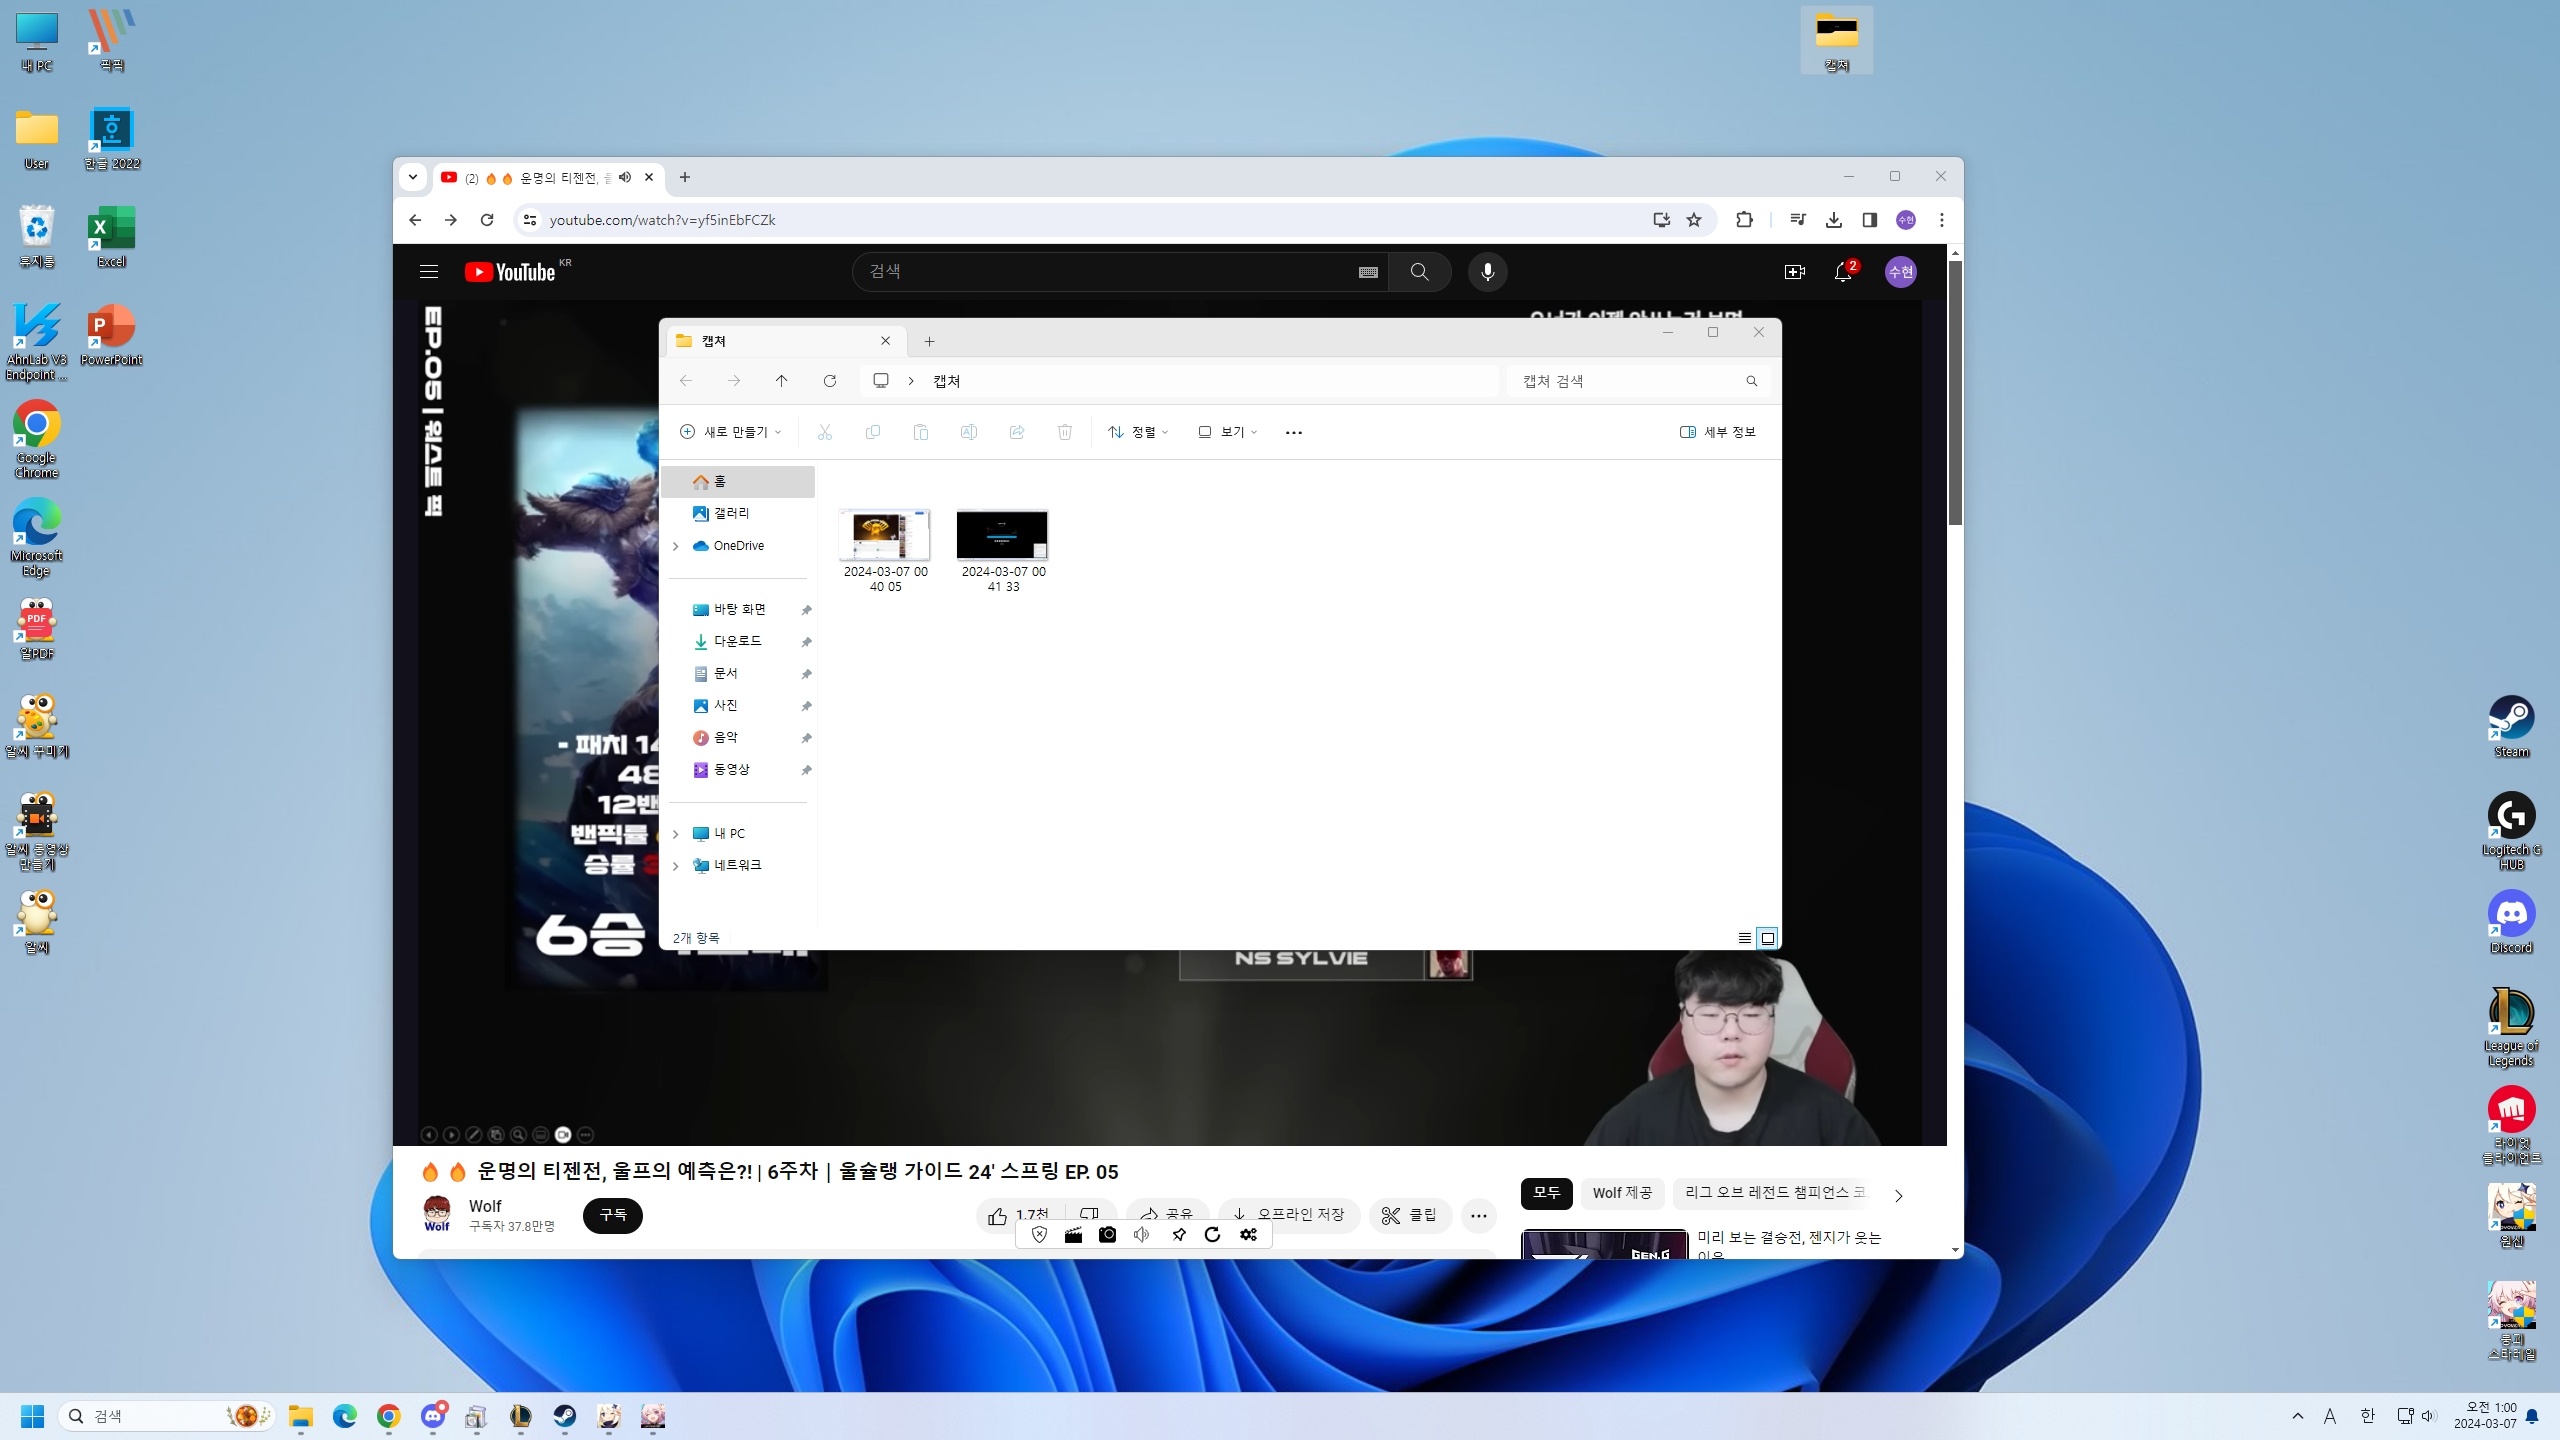 내 PC
픽픽
User
한글 2022
휴지통
Excel
AhnLab V3
Endpoint ...
PowerPoint
Google
Chrome
Microsoft
Edge
PDF
알PDF
알씨 꾸미기
알씨 동영상
만들기
알씨
캡쳐
(2) 🔥🔥 운명의 티젠전, 울
youtube.com/watch?v=yf5inEbFCZk
수현
YouTube KR
검색
2
수현
EP.05 | 워스트 픽
캡쳐
캡쳐
캡쳐 검색
새로 만들기
정렬
보기
세부 정보
홈
갤러리
OneDrive
바탕 화면
다운로드
문서
사진
음악
동영상
내 PC
네트워크
2024-03-07 00
40 05
2024-03-07 00
41 33
2개 항목
- 패치 14
48
12밴
밴픽률
승률 3
6승
NS SYLVIE
🔥🔥 운명의 티젠전, 울프의 예측은?! | 6주차 | 울슐랭 가이드 24' 스프링 EP. 05
Wolf
Wolf
구독자 37.8만명
구독
1.7천
공유
오프라인 저장
클립
모두
Wolf 제공
리그 오브 레전드 챔피언스 코
미리 보는 결승전, 젠지가 웃는
이유
GEN.G
Steam
Logitech G
HUB
Discord
League of
Legends
라이엇
클라이언트
원신
붕괴
스타레일
검색
A
한
오전 1:00
2024-03-07